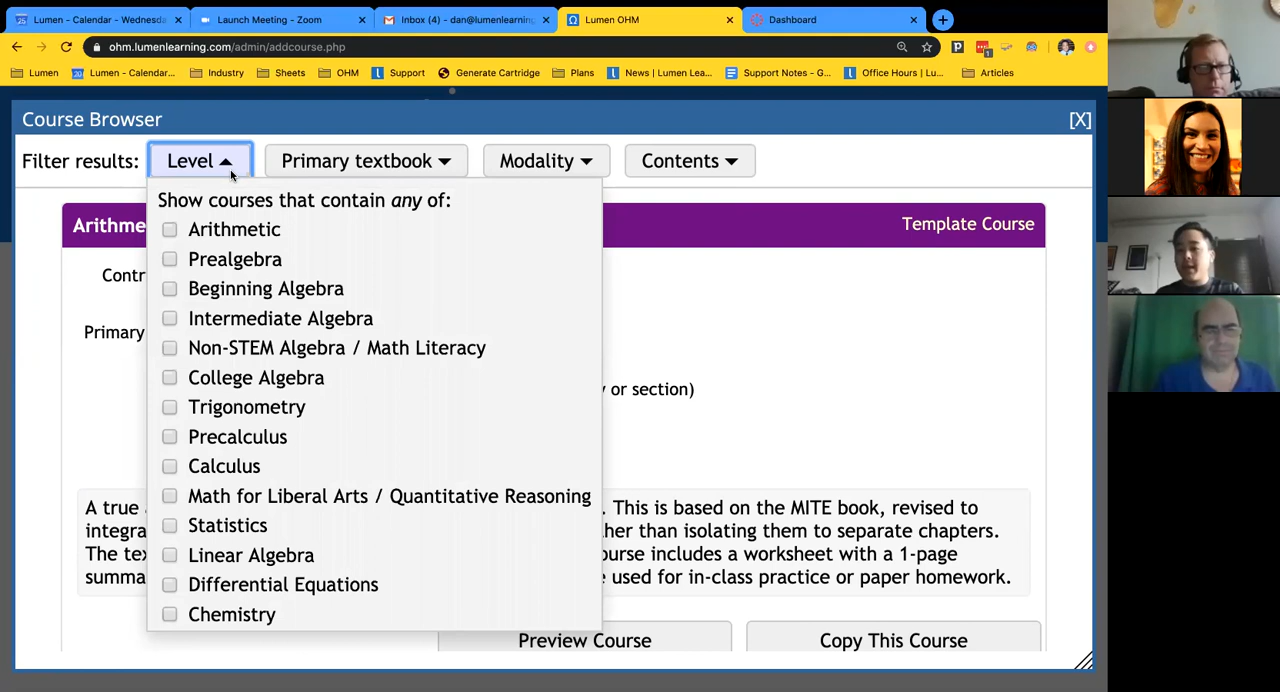 Lumen - Calendar - Wednesda
Launch Meeting - Zoom
Inbox (4) - dan@lumenlearning
Lumen OHM
Dashboard
ohm.lumenlearning.com/admin/addcourse.php
Lumen
Lumen - Calendar...
Industry
Sheets
OHM
Support
Generate Cartridge
Plans
News | Lumen Lea...
Support Notes - G...
Office Hours | Lu...
Articles
Course Browser
[X]
Filter results:
Level
Primary textbook
Modality
Contents
Show courses that contain any of:
Arithmetic
Prealgebra
Beginning Algebra
Intermediate Algebra
Non-STEM Algebra / Math Literacy
College Algebra
Trigonometry
Precalculus
Calculus
Math for Liberal Arts / Quantitative Reasoning
Statistics
Linear Algebra
Differential Equations
Chemistry
Arithme
Template Course
Contr
Primary
y or section)
A true . This is based on the MITE book, revised to
integra her than isolating them to separate chapters.
The tex ourse includes a worksheet with a 1-page
summa e used for in-class practice or paper homework.
Preview Course
Copy This Course